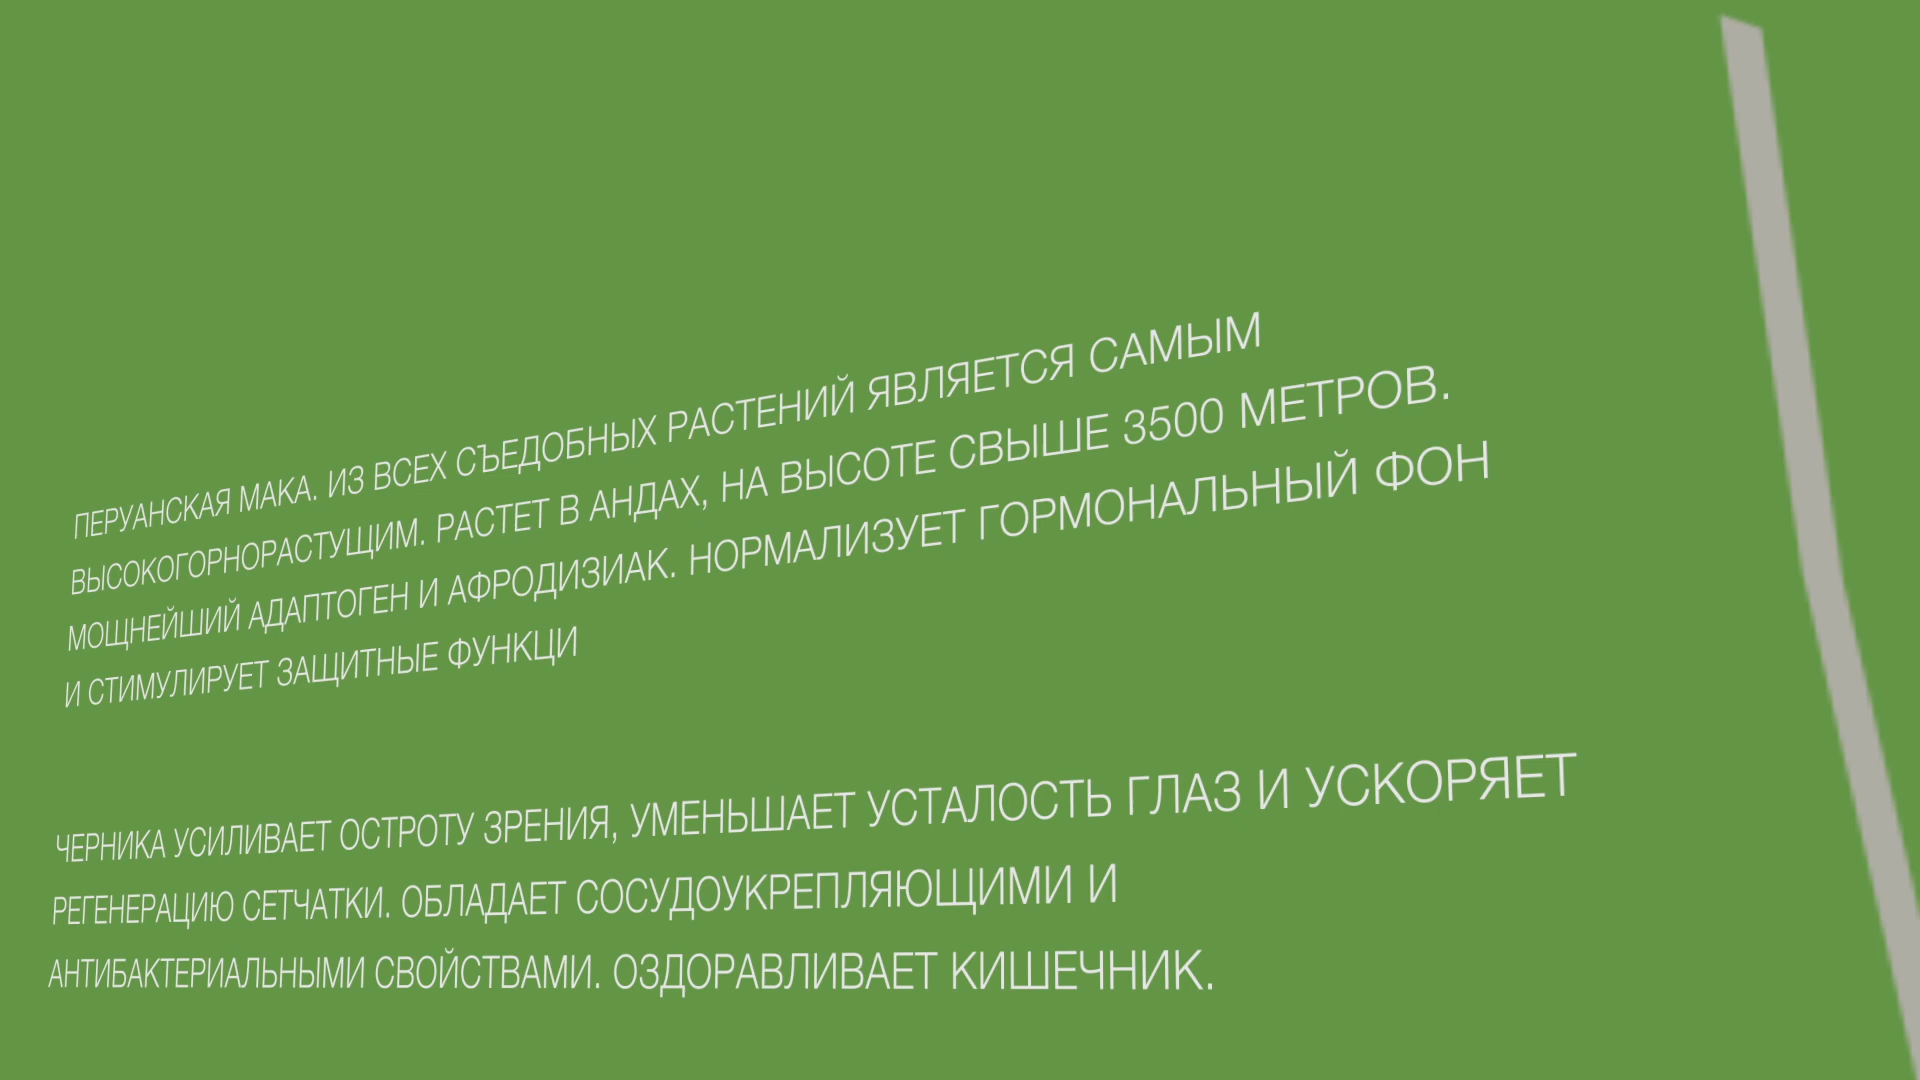 ПЕРУАНСКАЯ МАКА. ИЗ ВСЕХ СЪЕДОБНЫХ РАСТЕНИЙ ЯВЛЯЕТСЯ САМЫМ
ВЫСОКОГОРНОРАСТУЩИМ. РАСТЕТ В АНДАХ, НА ВЫСОТЕ СВЫШЕ 3500 МЕТРОВ.
МОЩНЕЙШИЙ АДАПТОГЕН И АФРОДИЗИАК. НОРМАЛИЗУЕТ ГОРМОНАЛЬНЫЙ ФОН
И СТИМУЛИРУЕТ ЗАЩИТНЫЕ ФУНКЦИ
ЧЕРНИКА УСИЛИВАЕТ ОСТРОТУ ЗРЕНИЯ, УМЕНЬШАЕТ УСТАЛОСТЬ ГЛАЗ И УСКОРЯЕТ
РЕГЕНЕРАЦИЮ СЕТЧАТКИ. ОБЛАДАЕТ СОСУДОУКРЕПЛЯЮЩИМИ И
АНТИБАКТЕРИАЛЬНЫМИ СВОЙСТВАМИ. ОЗДОРАВЛИВАЕТ КИШЕЧНИК.